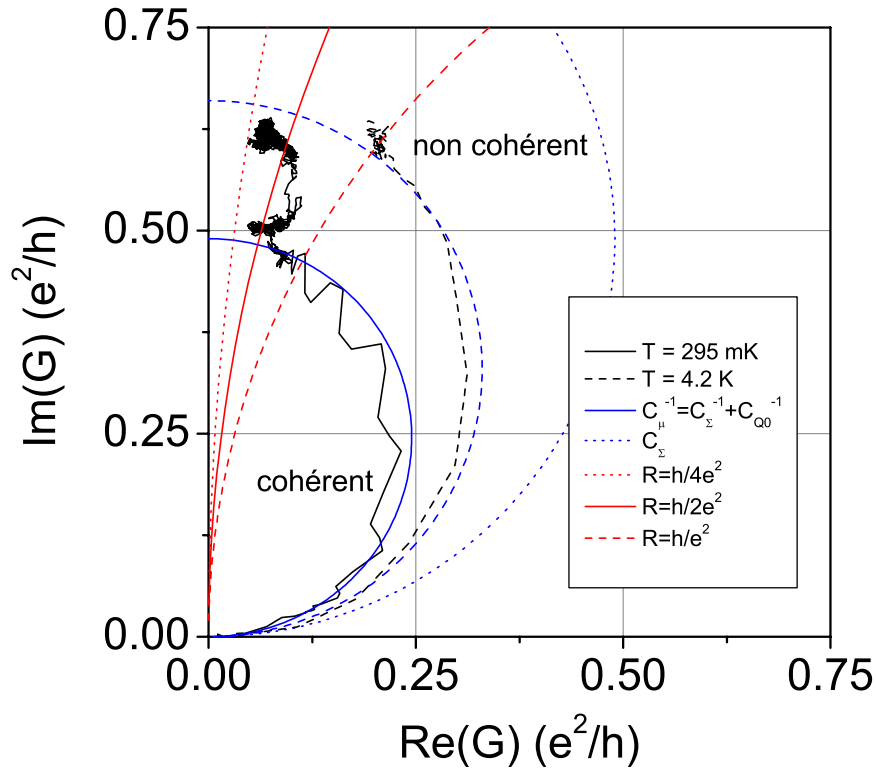 0.75
0.50
0.25
0.00
0.00 0.25 0.50 0.75
Im(G) (e²/h)
Re(G) (e²/h)
non cohérent
cohérent
T = 295 mK
T = 4.2 K
C_μ⁻¹=C_Σ⁻¹+C_Q0⁻¹
C_Σ
R=h/4e²
R=h/2e²
R=h/e²